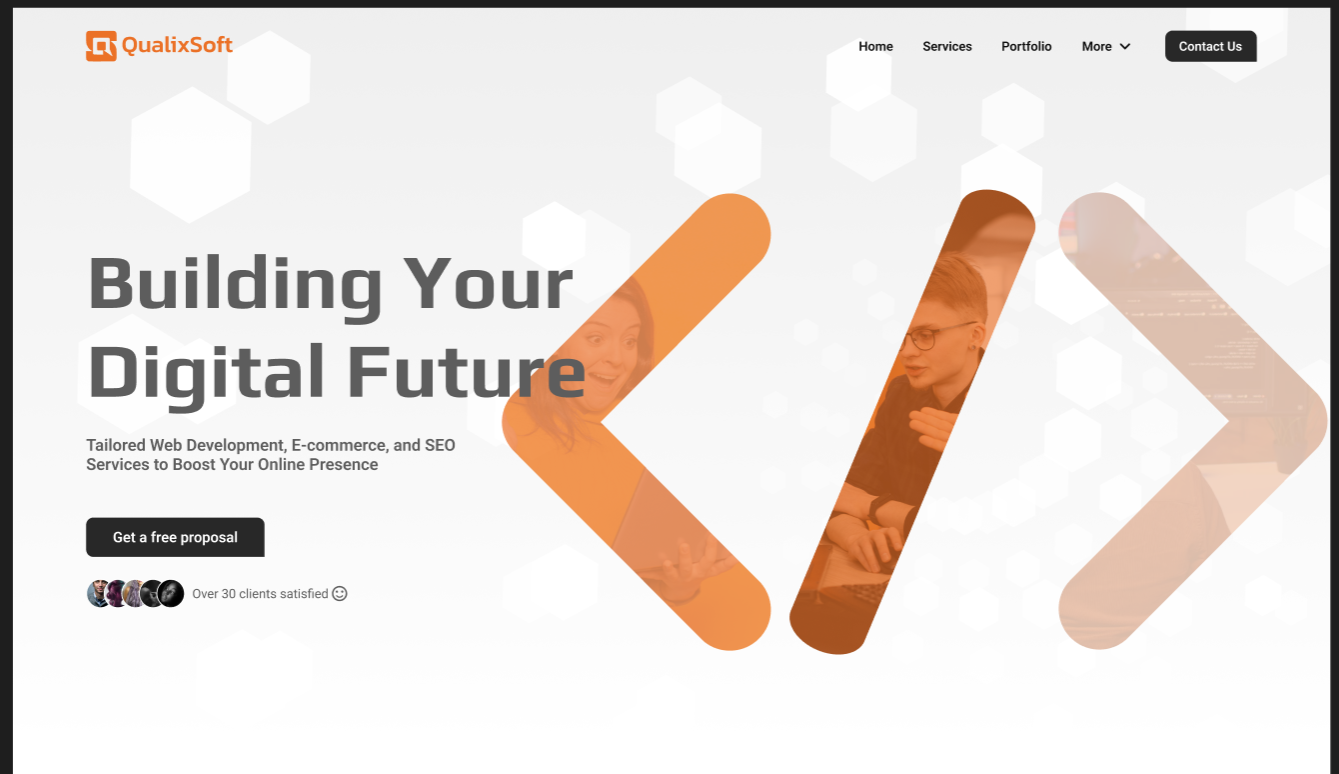 QualixSoft
Home
Services
Portfolio
More
Contact Us
Building Your
Digital Future
Tailored Web Development, E-commerce, and SEO
Services to Boost Your Online Presence
Get a free proposal
Over 30 clients satisfied